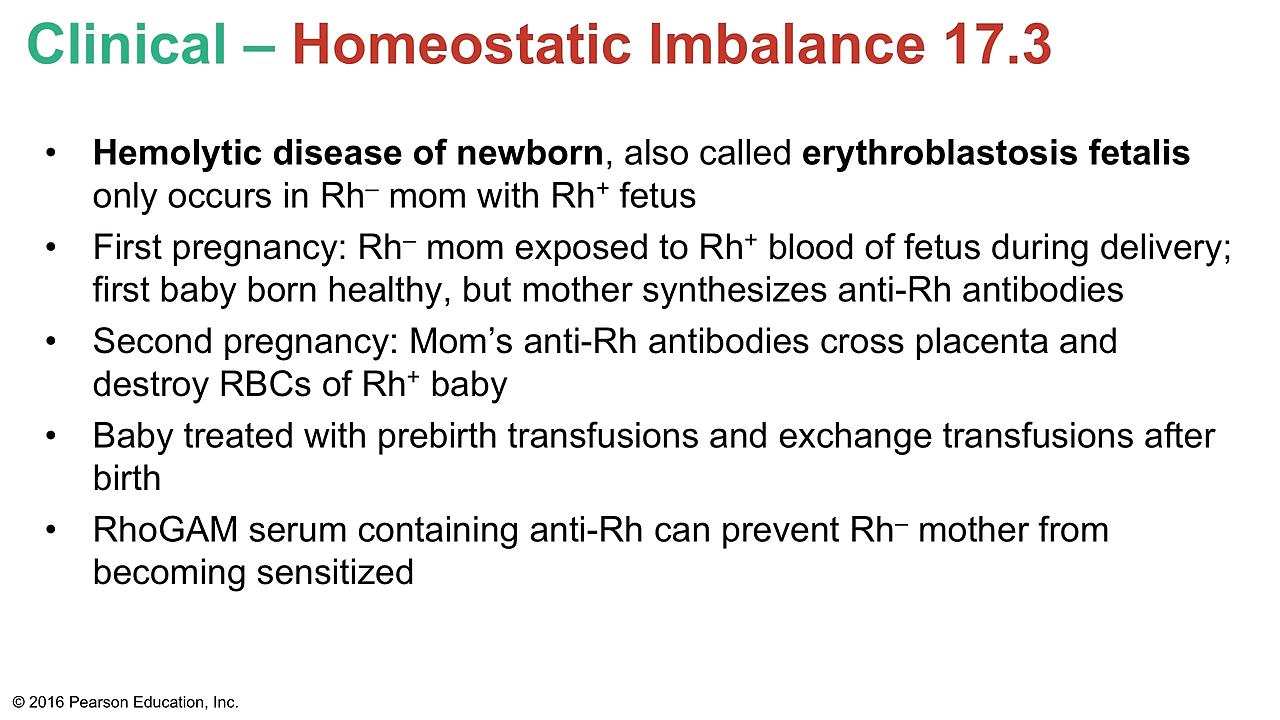 Clinical – Homeostatic Imbalance 17.3
• Hemolytic disease of newborn, also called erythroblastosis fetalis
only occurs in Rh⁻ mom with Rh⁺ fetus
• First pregnancy: Rh⁻ mom exposed to Rh⁺ blood of fetus during delivery;
first baby born healthy, but mother synthesizes anti-Rh antibodies
• Second pregnancy: Mom’s anti-Rh antibodies cross placenta and
destroy RBCs of Rh⁺ baby
• Baby treated with prebirth transfusions and exchange transfusions after
birth
• RhoGAM serum containing anti-Rh can prevent Rh⁻ mother from
becoming sensitized
© 2016 Pearson Education, Inc.